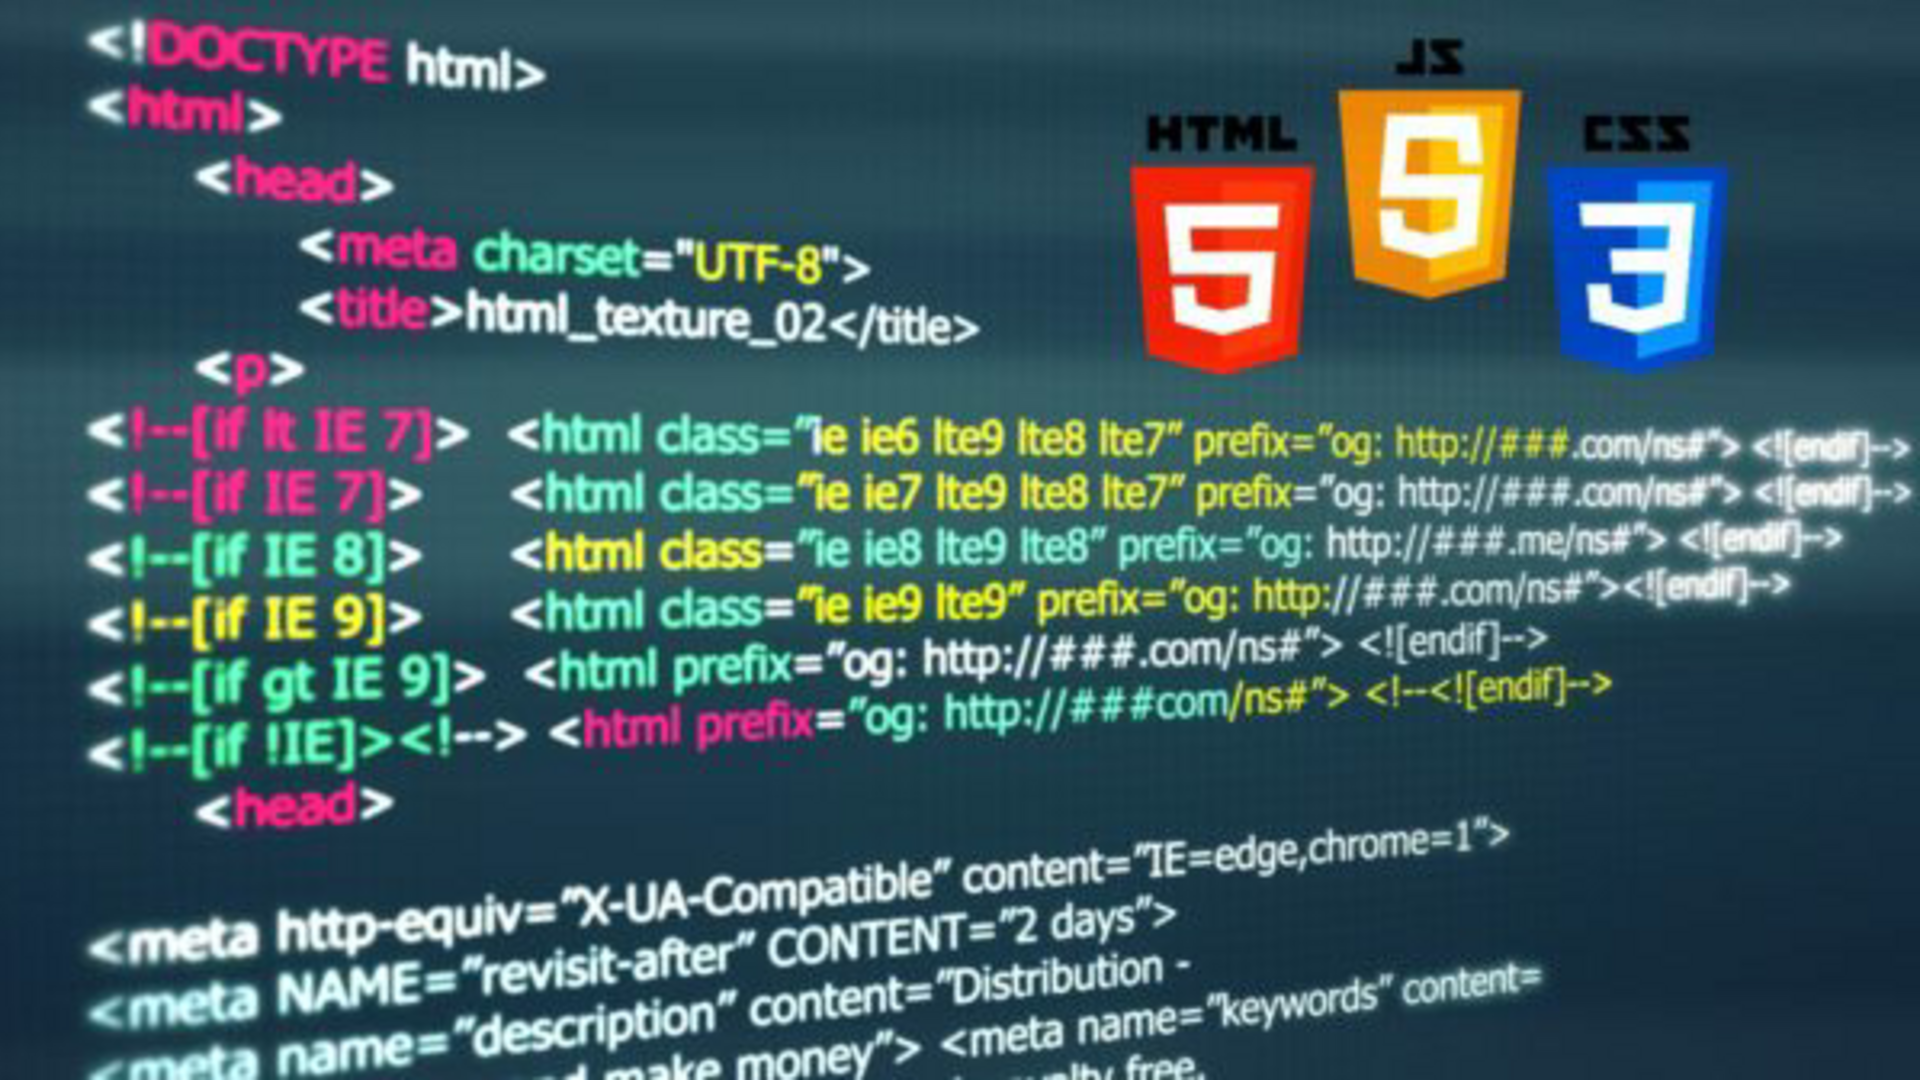 <!DOCTYPE html>
<html>
<head>
<meta charset="UTF-8">
<title>html_texture_02</title>
<p>
<!--[if lt IE 7]> <html class="ie ie6 lte9 lte8 lte7" prefix="og: http://###.com/ns#"> <![endif]-->
<!--[if IE 7]> <html class="ie ie7 lte9 lte8 lte7" prefix="og: http://###.com/ns#"> <![endif]-->
<!--[if IE 8]> <html class="ie ie8 lte9 lte8" prefix="og: http://###.me/ns#"> <![endif]-->
<!--[if IE 9]> <html class="ie ie9 lte9" prefix="og: http://###.com/ns#"><![endif]-->
<!--[if gt IE 9]> <html prefix="og: http://###.com/ns#"> <![endif]-->
<!--[if !IE]><!--> <html prefix="og: http://###com/ns#"> <!--<![endif]-->
<head>
<meta http-equiv="X-UA-Compatible" content="IE=edge,chrome=1">
<meta NAME="revisit-after" CONTENT="2 days">
<meta name="description" content="Distribution -
make money"> <meta name="keywords" content=
free,
JS
HTML
CSS
5
S
3